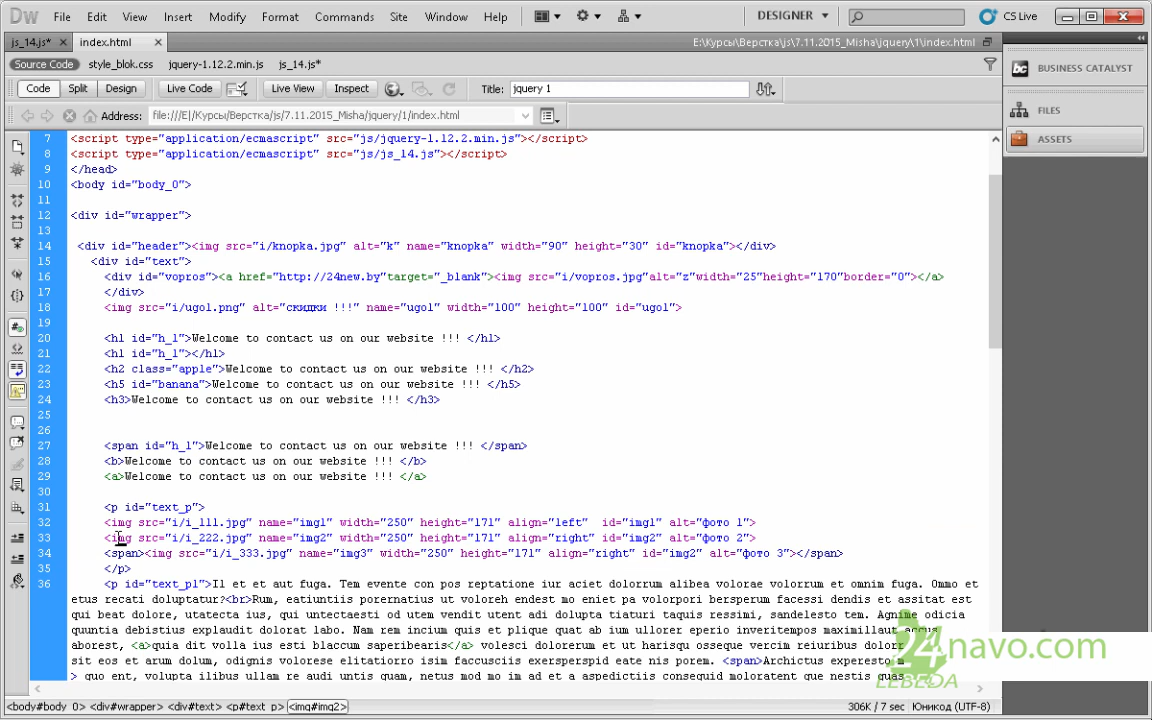 Dw File Edit View Insert Modify Format Commands Site Window Help DESIGNER CS Live
js_14.js* index.html E:\Курсы\Верстка\js\7.11.2015_Misha\jquery\1\index.html
Source Code style_blok.css jquery-1.12.2.min.js js_14.js*
Code Split Design Live Code Live View Inspect Title: jquery 1
Address: file:///E|/Курсы/Верстка/js/7.11.2015_Misha/jquery/1/index.html
BUSINESS CATALYST
FILES
ASSETS
7 <script type="application/ecmascript" src="js/jquery-1.12.2.min.js"></script>
8 <script type="application/ecmascript" src="js/js_14.js"></script>
9 </head>
10 <body id="body_0">
11
12 <div id="wrapper">
13
14 <div id="header"><img src="i/knopka.jpg" alt="k" name="knopka" width="90" height="30" id="knopka"></div>
15 <div id="text">
16 <div id="vopros"><a href="http://24new.by"target="_blank"><img src="i/vopros.jpg"alt="z"width="25"height="170"border="0"></a>
17 </div>
18 <img src="i/ugol.png" alt="скидки !!!" name="ugol" width="100" height="100" id="ugol">
19
20 <h1 id="h_1">Welcome to contact us on our website !!! </h1>
21 <h1 id="h_1"></h1>
22 <h2 class="apple">Welcome to contact us on our website !!! </h2>
23 <h5 id="banana">Welcome to contact us on our website !!! </h5>
24 <h3>Welcome to contact us on our website !!! </h3>
25
26
27 <span id="h_1">Welcome to contact us on our website !!! </span>
28 <b>Welcome to contact us on our website !!! </b>
29 <a>Welcome to contact us on our website !!! </a>
30
31 <p id="text_p">
32 <img src="i/i_111.jpg" name="img1" width="250" height="171" align="left" id="img1" alt="фото 1">
33 <img src="i/i_222.jpg" name="img2" width="250" height="171" align="right" id="img2" alt="фото 2">
34 <span><img src="i/i_333.jpg" name="img3" width="250" height="171" align="right" id="img2" alt="фото 3"></span>
35 </p>
36 <p id="text_p1">Il et et aut fuga. Tem evente con pos reptatione iur aciet dolorrum alibea volorae volorrum et omnim fuga. Ommo et
etus recati doluptatur?<br>Rum, eatiuntiis porernatus ut voloreh endest mo eniet pa volorpori bersperum facessi dendis et assitat est
qui beat dolore, utatecta ius, qui untectaesti od utem vendit utent adi dolupta tiaturi taquis ressimi, sandelesto tem. Agnime odicia
quuntia debistius explaudit dolorat labo. Nam rem incium quis et plique quat ab ium ullorer eperio inveritempos maximillaut accus
aborest, <a>quia dit volla ius esti blaccum saperibearis</a> volesci dolorerum et ut harisqu idessequos vercim reiuribus dolorr
sit eos et arum dolum, odignis volorese elitatiorro isim faccusciis exersperspid eate nis porem. <span>Archictus experesto
> quo ent, volupta ilibus ullam re audi untis quam, netus mod mo im ad et a aspedictiis consequid moloratem que nestis quas
24navo.com
LEBEDA
<body#body_0> <div#wrapper> <div#text> <p#text_p> <img#img2> 306K / 7 sec Юникод (UTF-8)